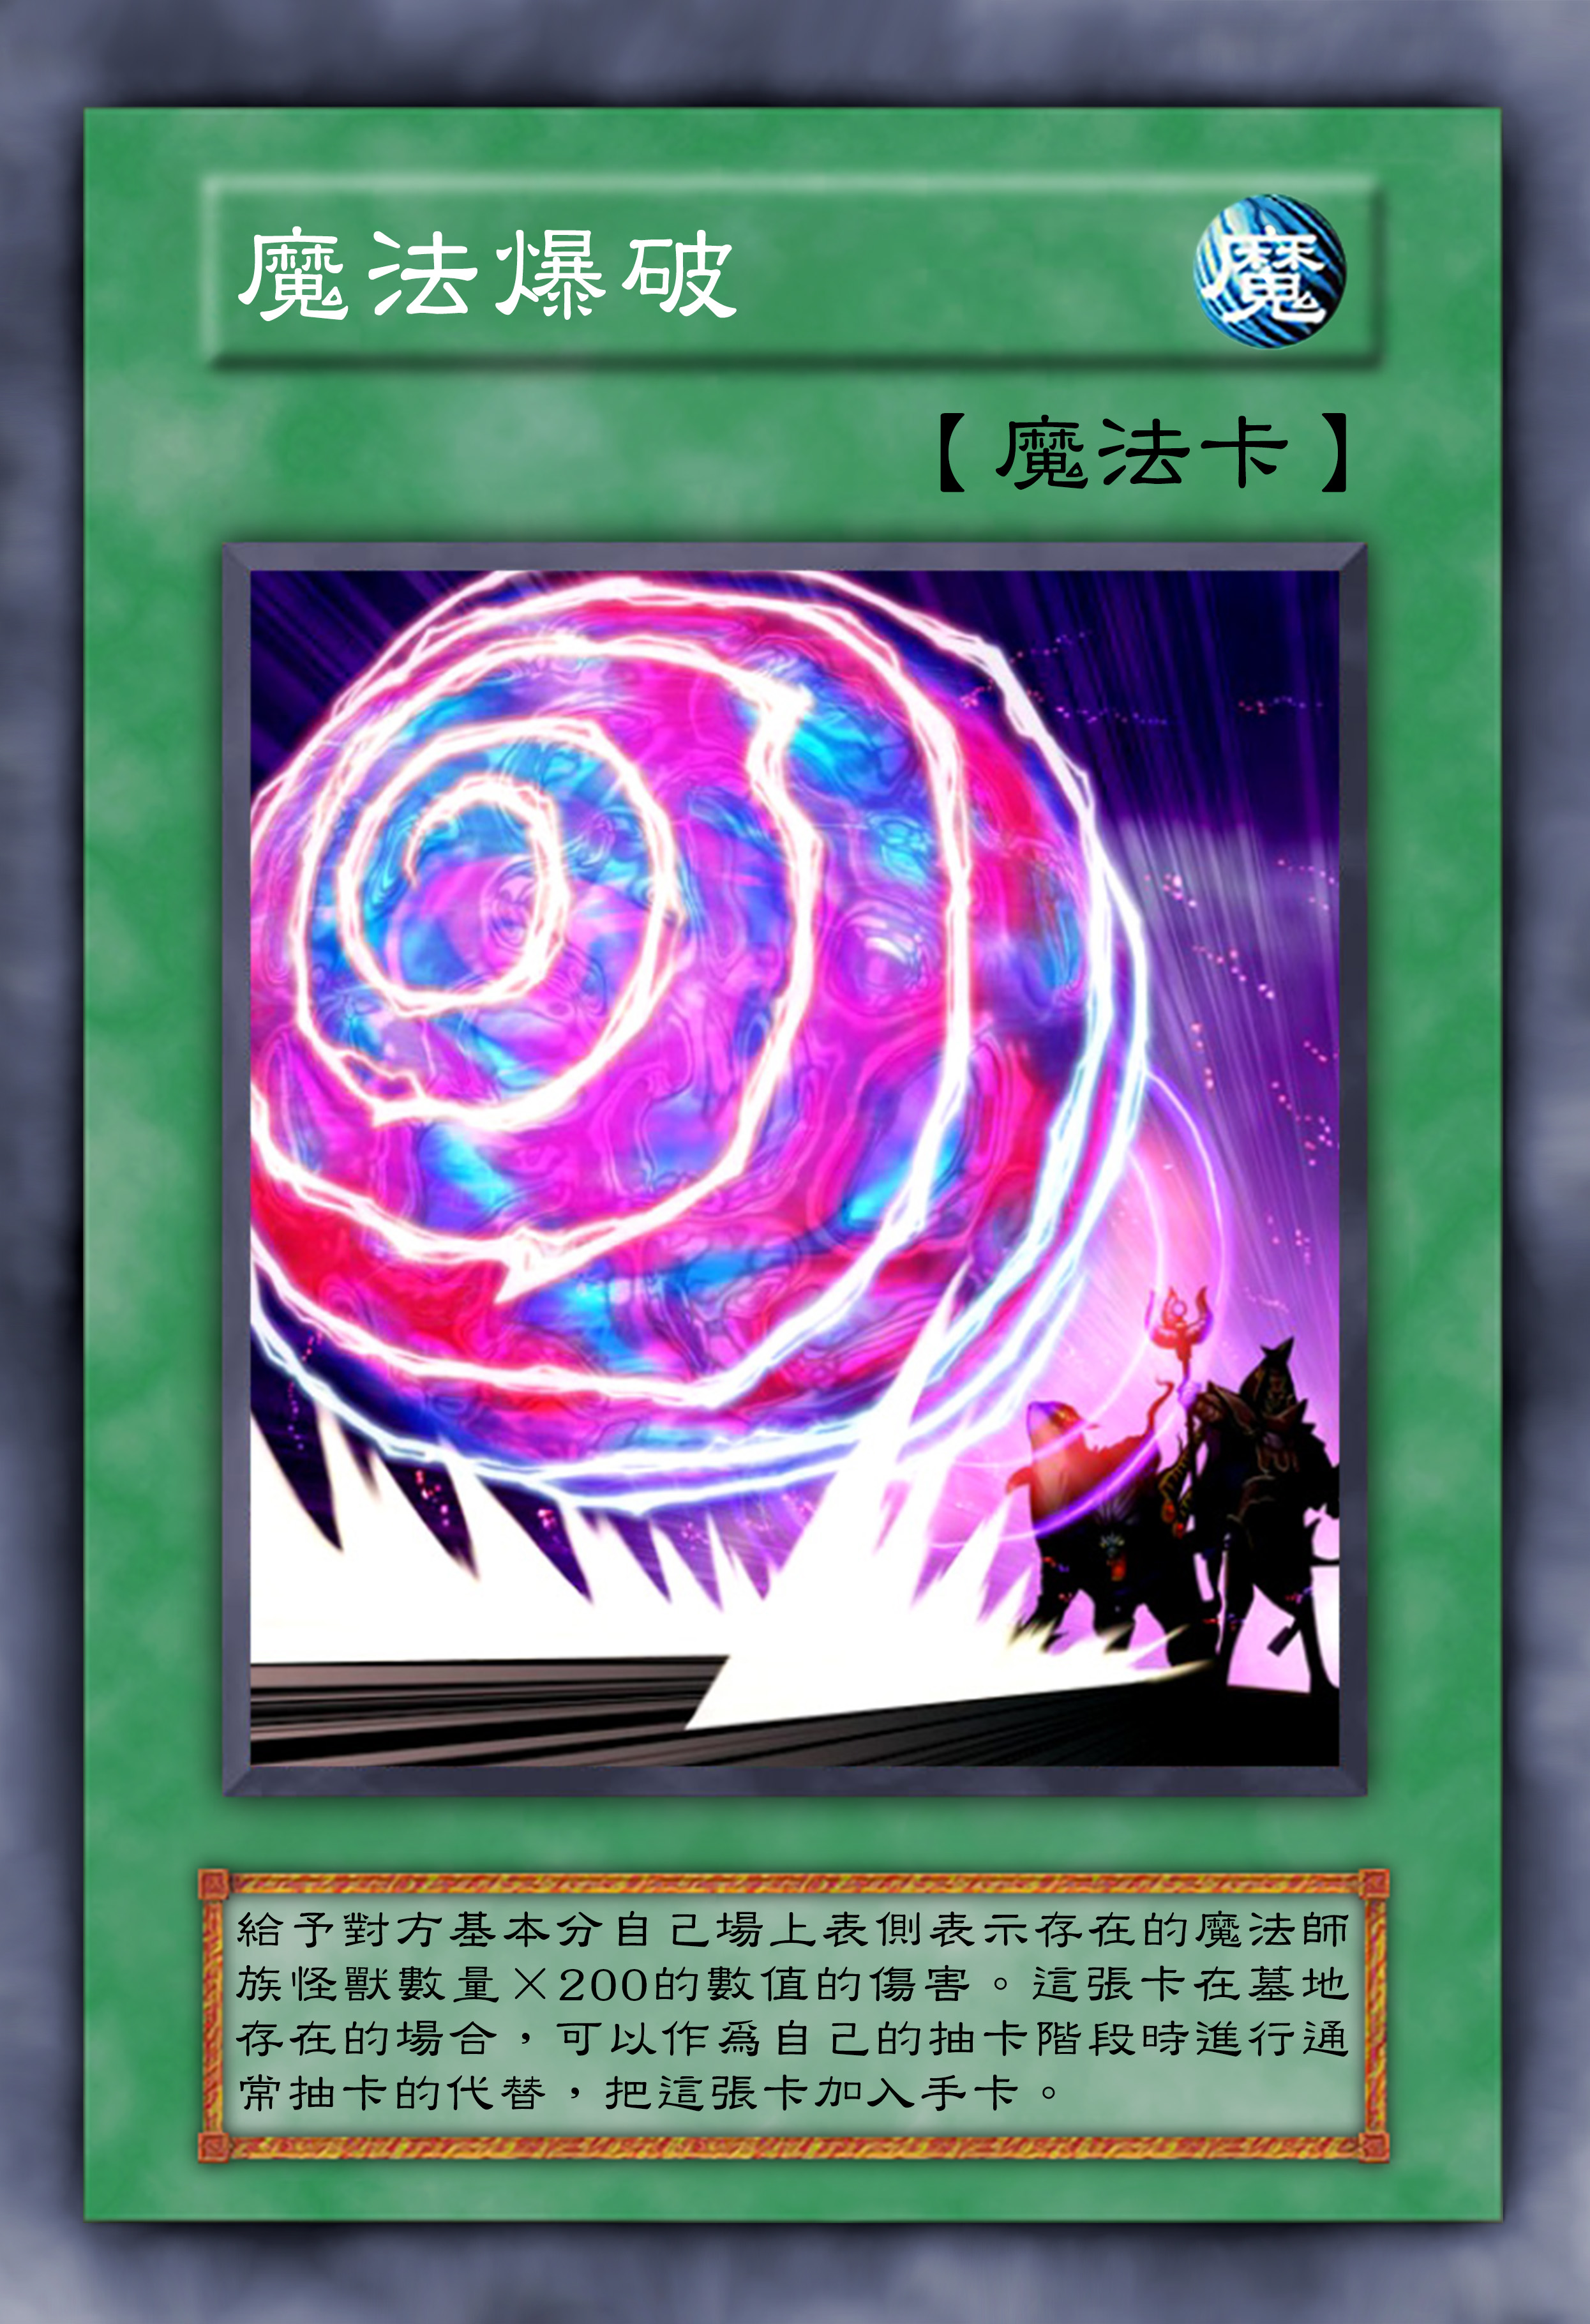 魔法爆破
魔
【魔法卡】
給予對方基本分自己場上表側表示存在的魔法師
族怪獸數量×200的數值的傷害。這張卡在墓地
存在的場合，可以作爲自己的抽卡階段時進行通
常抽卡的代替，把這張卡加入手卡。